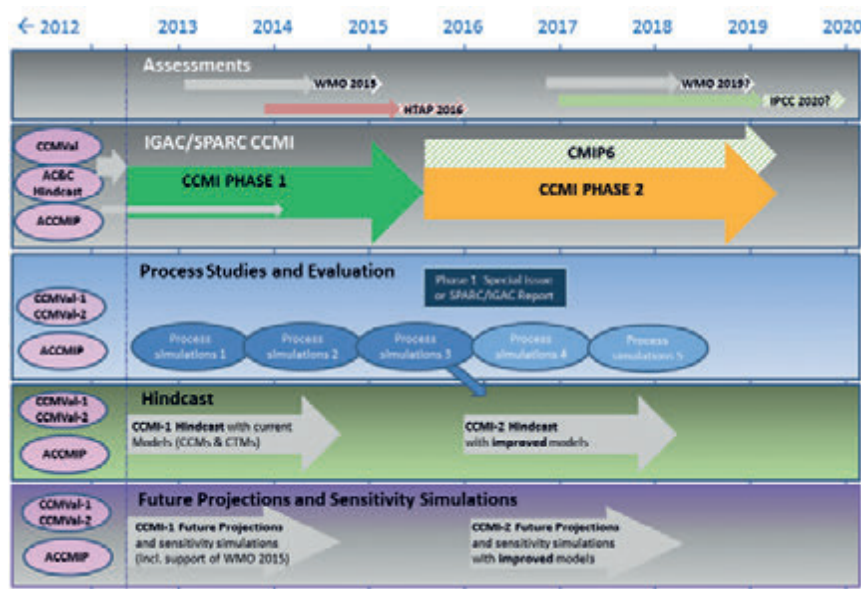 ← 2012 2013 2014 2015 2016 2017 2018 2019 2020
Assessments
WMO 2015
WMO 2019?
HTAP 2016
IPCC 2020?
IGAC/SPARC CCMI
CCMVal
AC&C
Hindcast
ACCMIP
CCMI PHASE 1
CMIP6
CCMI PHASE 2
Process Studies and Evaluation
CCMVal-1
CCMVal-2
ACCMIP
Phase 1 Special Issue
or SPARC/IGAC Report
Process
simulations 1
Process
simulations 2
Process
simulations 3
Process
simulations 4
Process
simulations 5
Hindcast
CCMVal-1
CCMVal-2
ACCMIP
CCMI-1 Hindcast with current
Models (CCMs & CTMs)
CCMI-2 Hindcast
with improved models
Future Projections and Sensitivity Simulations
CCMVal-1
CCMVal-2
ACCMIP
CCMI-1 Future Projections
and sensitivity simulations
(incl. support of WMO 2015)
CCMI-2 Future Projections
and sensitivity simulations
with improved models